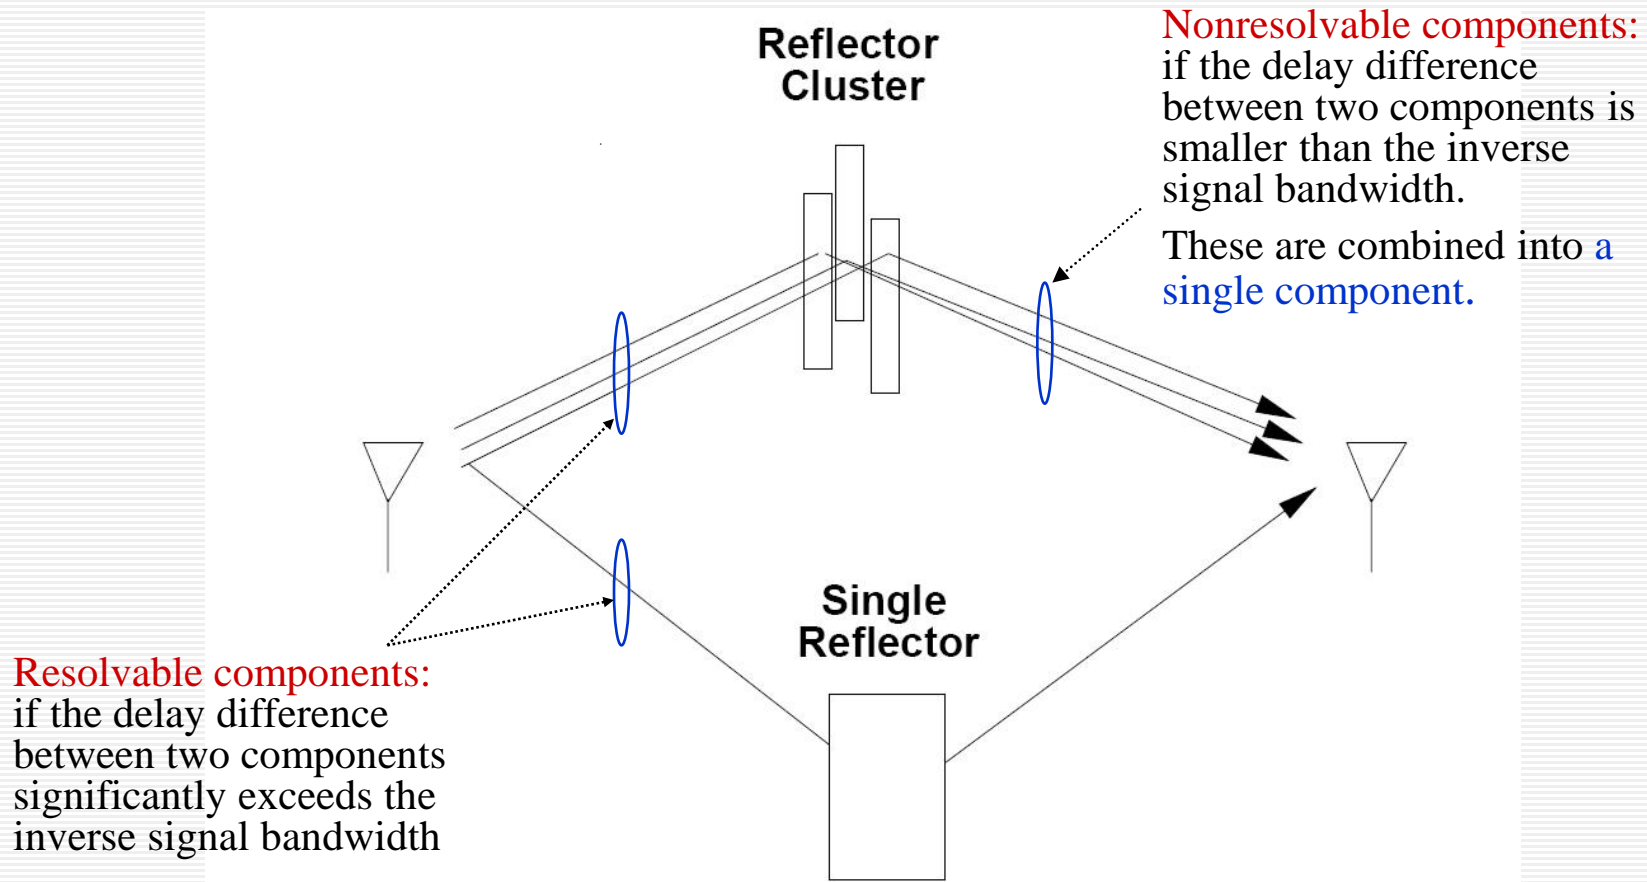 Reflector
Cluster
Nonresolvable components:
if the delay difference
between two components is
smaller than the inverse
signal bandwidth.
These are combined into a
single component.
Single
Reflector
Resolvable components:
if the delay difference
between two components
significantly exceeds the
inverse signal bandwidth